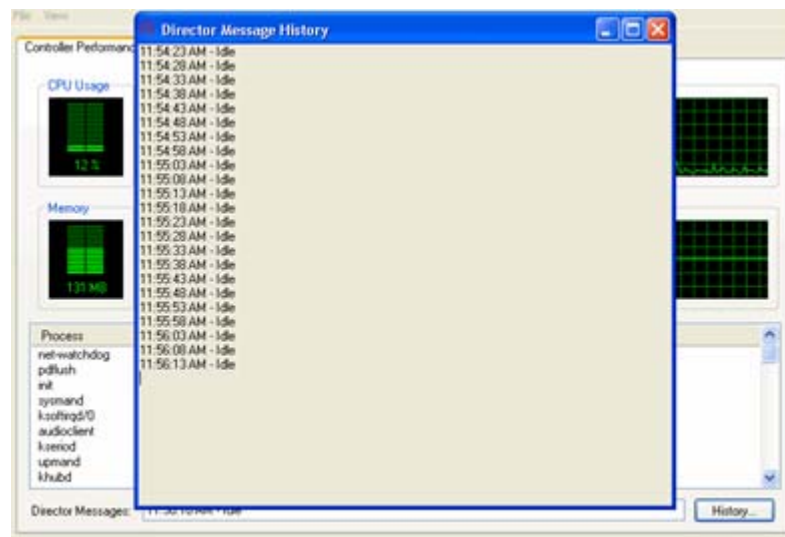 File View
Director Message History
Controller Performanc
11:54:23 AM - Idle
11:54:28 AM - Idle
11:54:33 AM - Idle
11:54:38 AM - Idle
11:54:43 AM - Idle
11:54:48 AM - Idle
11:54:53 AM - Idle
11:54:58 AM - Idle
11:55:03 AM - Idle
11:55:08 AM - Idle
11:55:13 AM - Idle
11:55:18 AM - Idle
11:55:23 AM - Idle
11:55:28 AM - Idle
11:55:33 AM - Idle
11:55:38 AM - Idle
11:55:43 AM - Idle
11:55:48 AM - Idle
11:55:53 AM - Idle
11:55:58 AM - Idle
11:56:03 AM - Idle
11:56:08 AM - Idle
11:56:13 AM - Idle
CPU Usage
12 %
Memory
131 MB
Process
net-watchdog
pdflush
init
sysmand
ksoftirqd/0
audioclient
kseriod
upmand
khubd
Director Messages:
History...